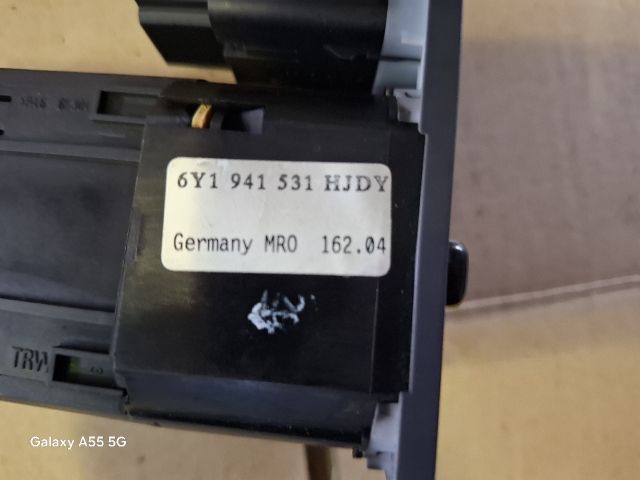 6Y1 941 531 HJDY
Germany MRO 162.04
TRW
Galaxy A55 5G